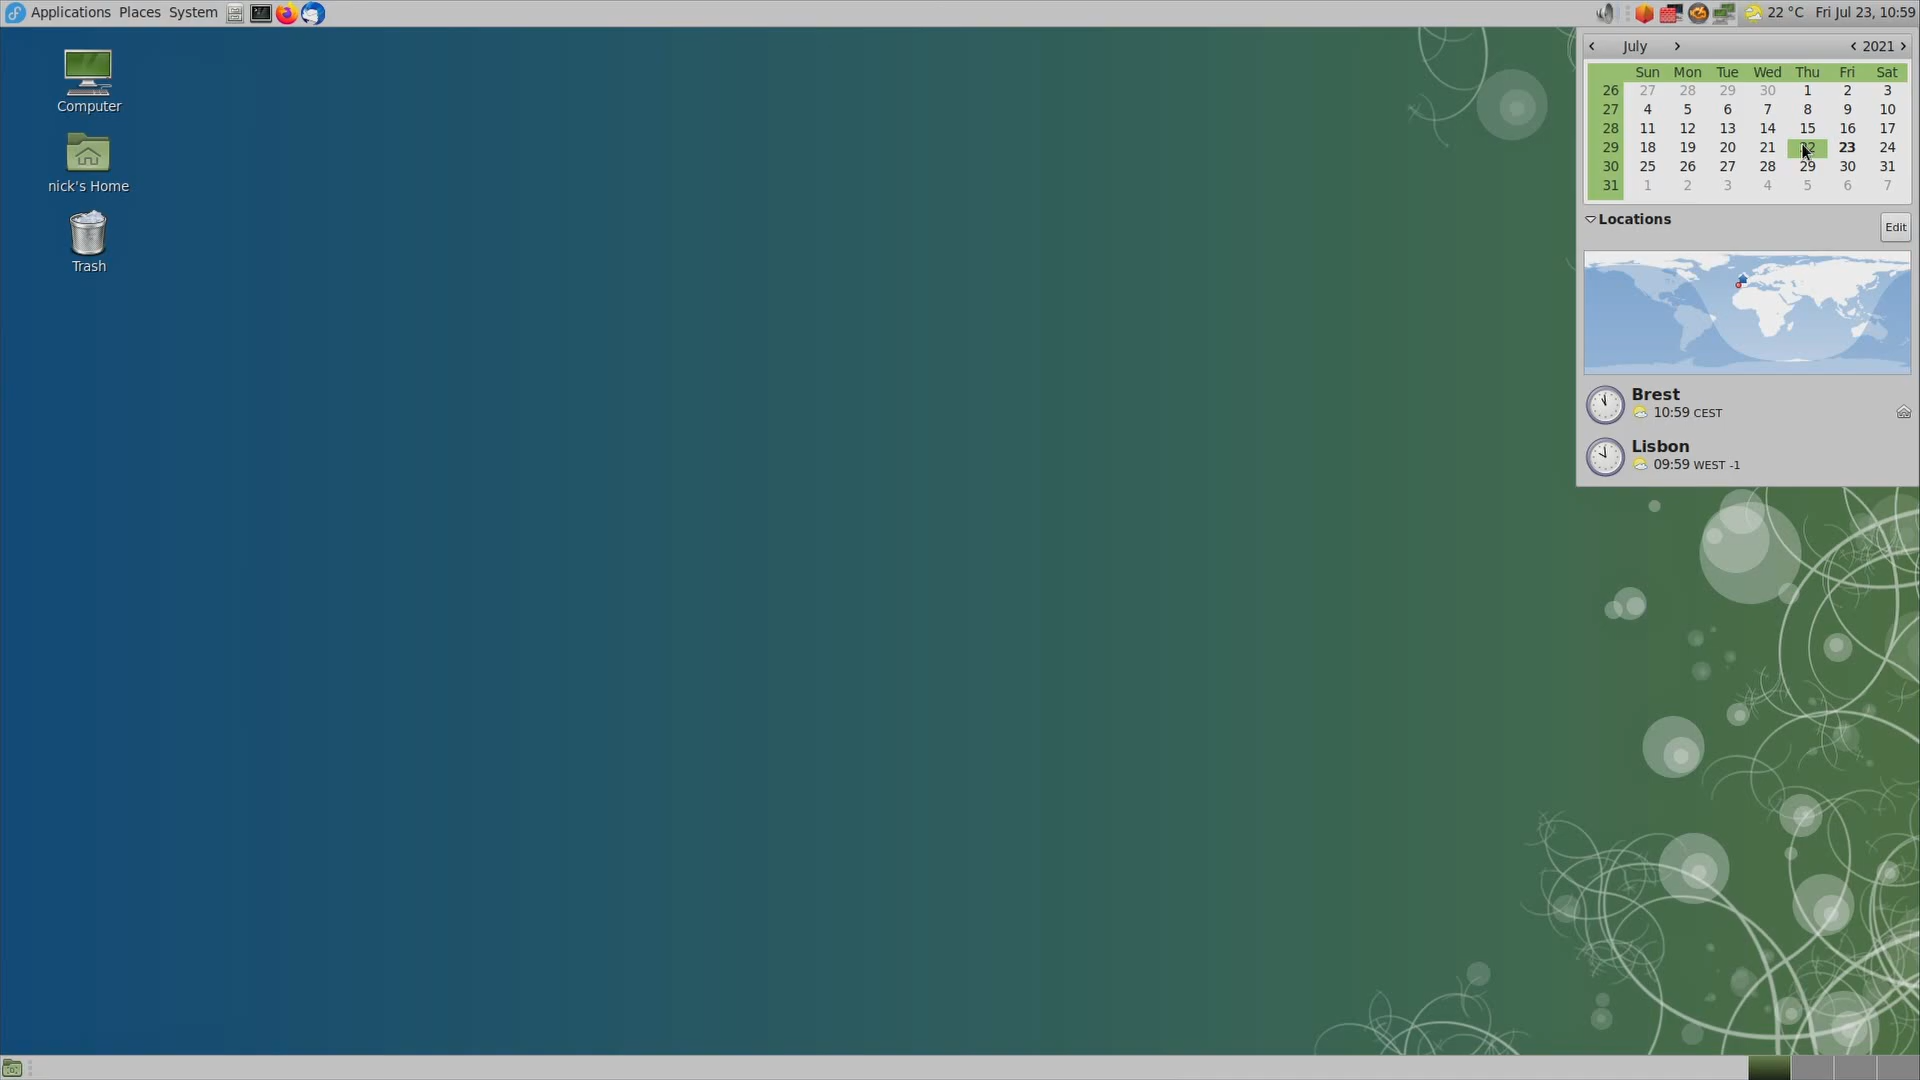 Applications Places System 22 °C Fri Jul 23, 10:59
Computer
nick's Home
Trash
‹ July › ‹ 2021 ›
Sun Mon Tue Wed Thu Fri Sat
26 27 28 29 30 1 2 3
27 4 5 6 7 8 9 10
28 11 12 13 14 15 16 17
29 18 19 20 21 22 23 24
30 25 26 27 28 29 30 31
31 1 2 3 4 5 6 7
Locations Edit
Brest
10:59 CEST
Lisbon
09:59 WEST -1